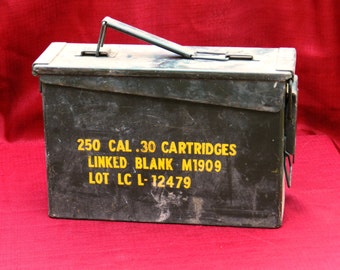 250 CAL .30 CARTRIDGES
LINKED BLANK M1909
LOT LC L-12479